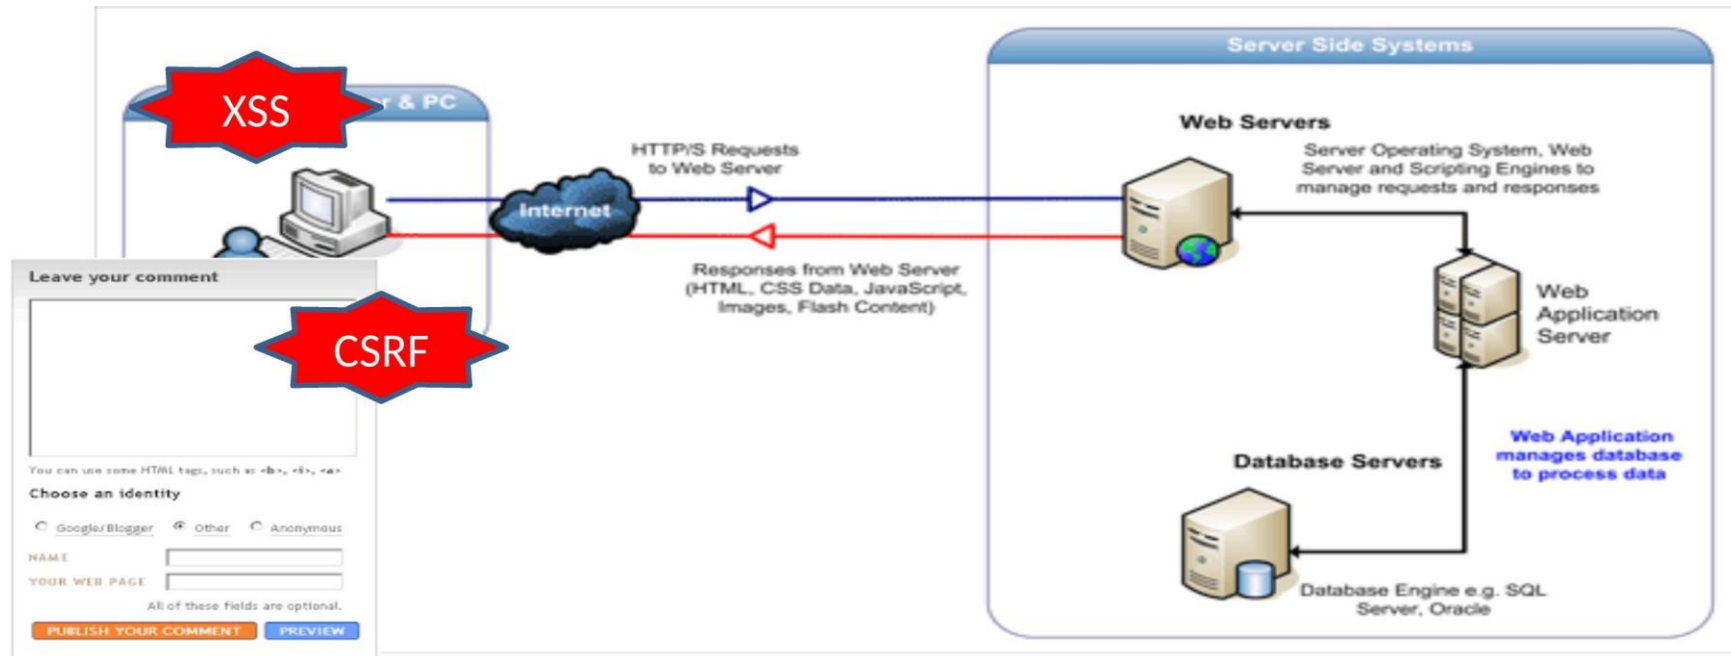 Server Side Systems
XSS
r & PC
Web Servers
HTTP/S Requests
to Web Server
Server Operating System, Web
Server and Scripting Engines to
manage requests and responses
Internet
Responses from Web Server
(HTML, CSS Data, JavaScript,
Images, Flash Content)
Web
Application
Server
Leave your comment
CSRF
You can use some HTML tags, such as <b>, <i>, <a>
Choose an identity
Google/Blogger Other Anonymous
NAME
YOUR WEB PAGE
All of these fields are optional.
PUBLISH YOUR COMMENT PREVIEW
Web Application
manages database
to process data
Database Servers
Database Engine e.g. SQL
Server, Oracle